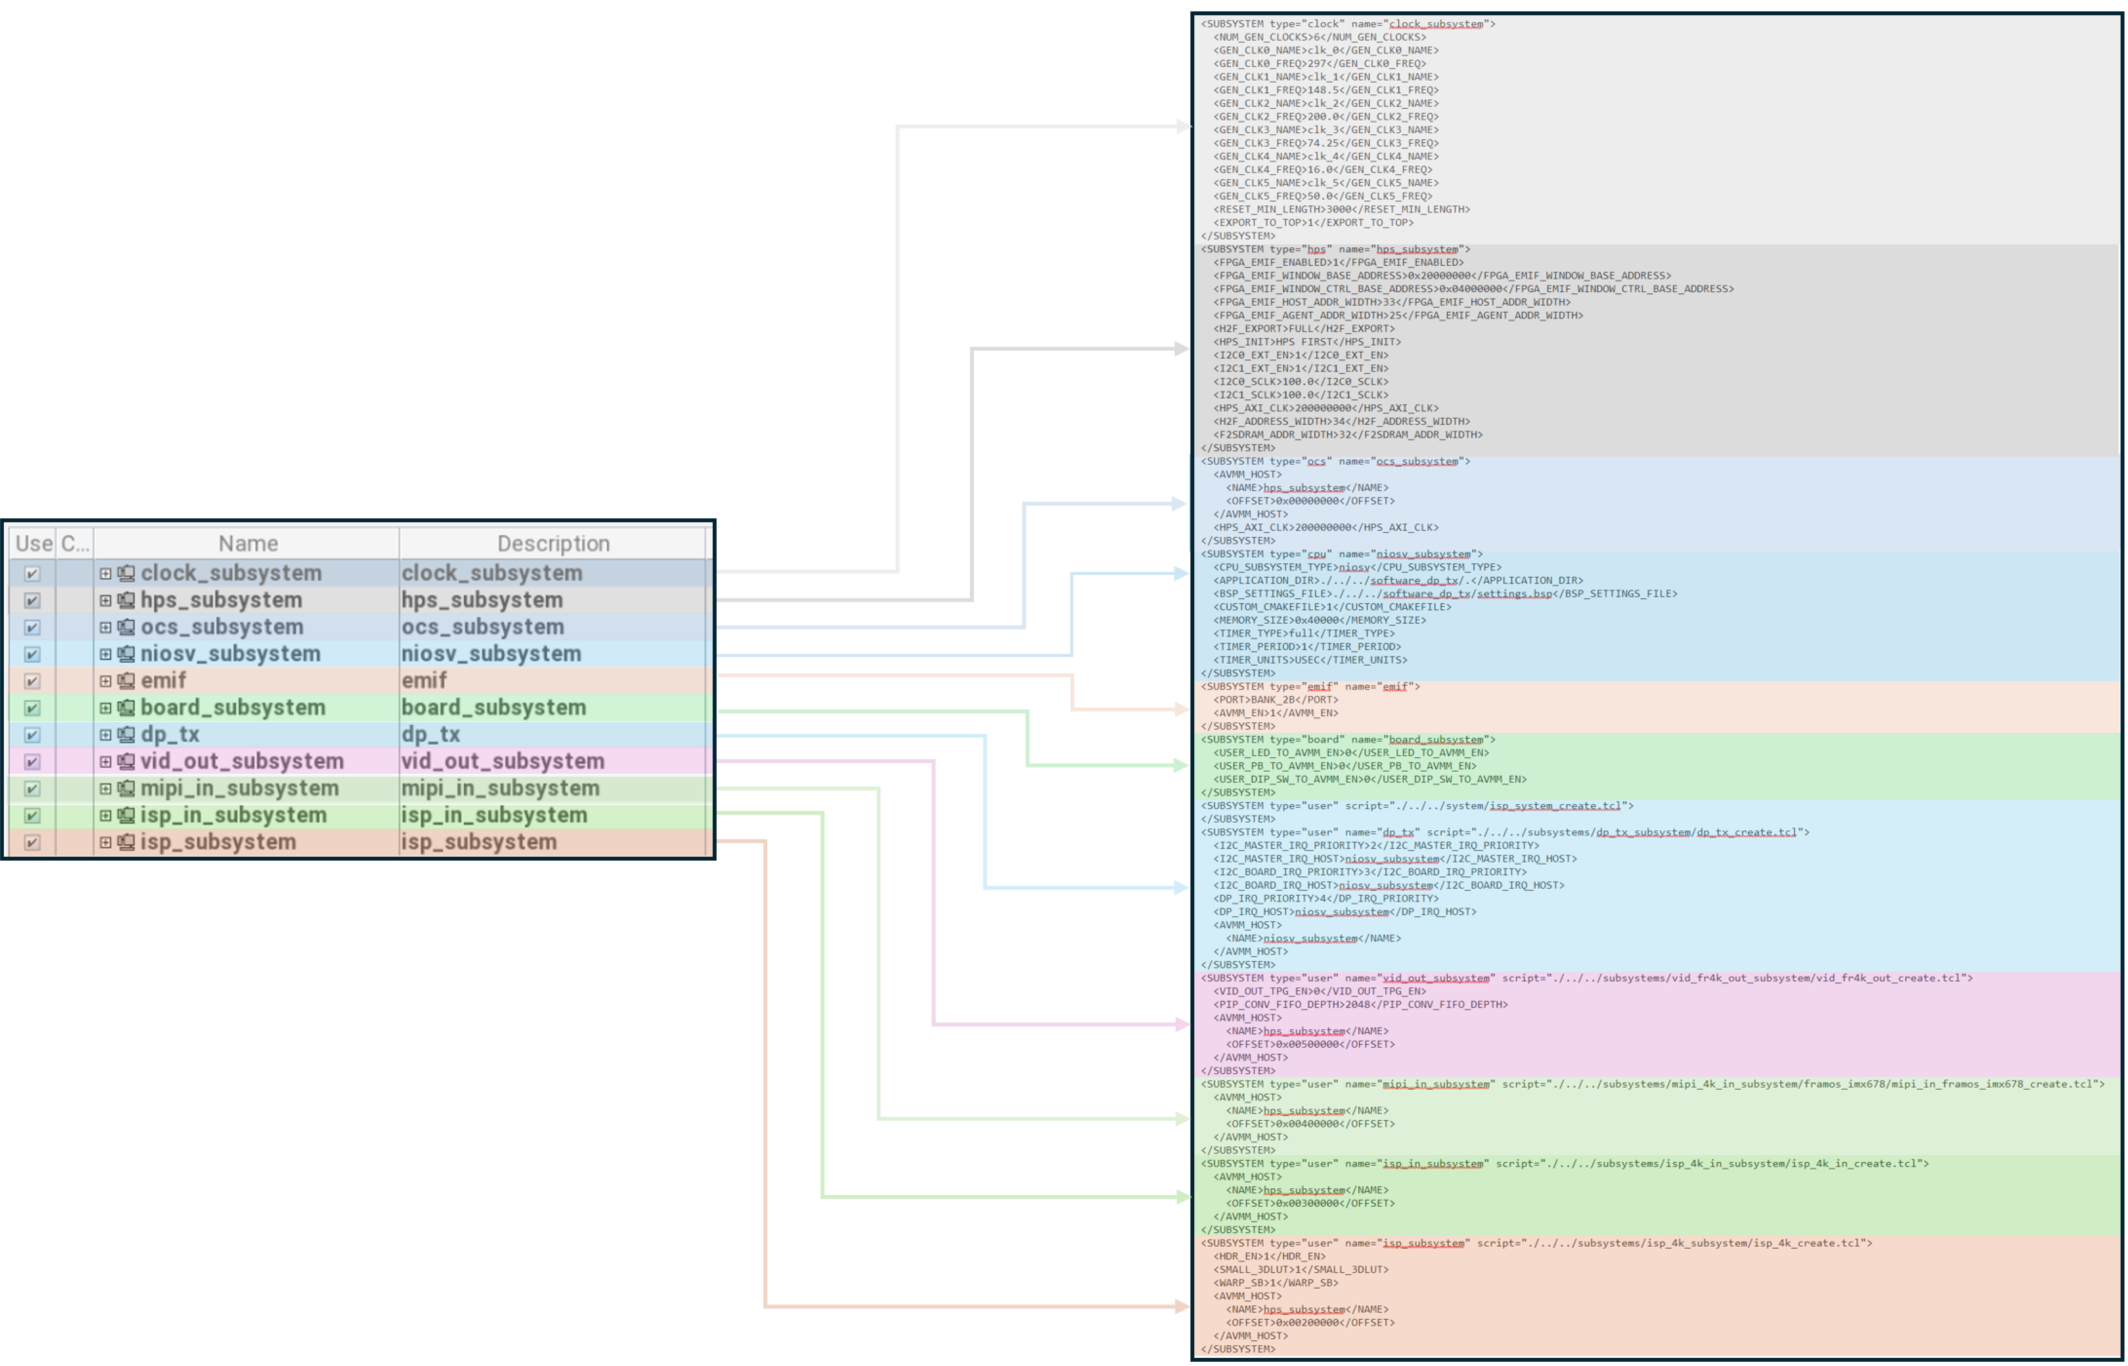 Use C... Name Description
clock_subsystem clock_subsystem
hps_subsystem hps_subsystem
ocs_subsystem ocs_subsystem
niosv_subsystem niosv_subsystem
emif emif
board_subsystem board_subsystem
dp_tx dp_tx
vid_out_subsystem vid_out_subsystem
mipi_in_subsystem mipi_in_subsystem
isp_in_subsystem isp_in_subsystem
isp_subsystem isp_subsystem
<SUBSYSTEM type="clock" name="clock_subsystem">
<NUM_GEN_CLOCKS>6</NUM_GEN_CLOCKS>
<GEN_CLK0_NAME>clk_0</GEN_CLK0_NAME>
<GEN_CLK0_FREQ>297</GEN_CLK0_FREQ>
<GEN_CLK1_NAME>clk_1</GEN_CLK1_NAME>
<GEN_CLK1_FREQ>148.5</GEN_CLK1_FREQ>
<GEN_CLK2_NAME>clk_2</GEN_CLK2_NAME>
<GEN_CLK2_FREQ>200.0</GEN_CLK2_FREQ>
<GEN_CLK3_NAME>clk_3</GEN_CLK3_NAME>
<GEN_CLK3_FREQ>74.25</GEN_CLK3_FREQ>
<GEN_CLK4_NAME>clk_4</GEN_CLK4_NAME>
<GEN_CLK4_FREQ>16.0</GEN_CLK4_FREQ>
<GEN_CLK5_NAME>clk_5</GEN_CLK5_NAME>
<GEN_CLK5_FREQ>50.0</GEN_CLK5_FREQ>
<RESET_MIN_LENGTH>3000</RESET_MIN_LENGTH>
<EXPORT_TO_TOP>1</EXPORT_TO_TOP>
</SUBSYSTEM>
<SUBSYSTEM type="hps" name="hps_subsystem">
<FPGA_EMIF_ENABLED>1</FPGA_EMIF_ENABLED>
<FPGA_EMIF_WINDOW_BASE_ADDRESS>0x20000000</FPGA_EMIF_WINDOW_BASE_ADDRESS>
<FPGA_EMIF_WINDOW_CTRL_BASE_ADDRESS>0x04000000</FPGA_EMIF_WINDOW_CTRL_BASE_ADDRESS>
<FPGA_EMIF_HOST_ADDR_WIDTH>33</FPGA_EMIF_HOST_ADDR_WIDTH>
<FPGA_EMIF_AGENT_ADDR_WIDTH>25</FPGA_EMIF_AGENT_ADDR_WIDTH>
<H2F_EXPORT>FULL</H2F_EXPORT>
<HPS_INIT>HPS FIRST</HPS_INIT>
<I2C0_EXT_EN>1</I2C0_EXT_EN>
<I2C1_EXT_EN>1</I2C1_EXT_EN>
<I2C0_SCLK>100.0</I2C0_SCLK>
<I2C1_SCLK>100.0</I2C1_SCLK>
<HPS_AXI_CLK>200000000</HPS_AXI_CLK>
<H2F_ADDRESS_WIDTH>34</H2F_ADDRESS_WIDTH>
<F2SDRAM_ADDR_WIDTH>32</F2SDRAM_ADDR_WIDTH>
</SUBSYSTEM>
<SUBSYSTEM type="ocs" name="ocs_subsystem">
<AVMM_HOST>
<NAME>hps_subsystem</NAME>
<OFFSET>0x00000000</OFFSET>
</AVMM_HOST>
<HPS_AXI_CLK>200000000</HPS_AXI_CLK>
</SUBSYSTEM>
<SUBSYSTEM type="cpu" name="niosv_subsystem">
<CPU_SUBSYSTEM_TYPE>niosv</CPU_SUBSYSTEM_TYPE>
<APPLICATION_DIR>./../../software_dp_tx/.</APPLICATION_DIR>
<BSP_SETTINGS_FILE>./../../software_dp_tx/settings.bsp</BSP_SETTINGS_FILE>
<CUSTOM_CMAKEFILE>1</CUSTOM_CMAKEFILE>
<MEMORY_SIZE>0x40000</MEMORY_SIZE>
<TIMER_TYPE>full</TIMER_TYPE>
<TIMER_PERIOD>1</TIMER_PERIOD>
<TIMER_UNITS>USEC</TIMER_UNITS>
</SUBSYSTEM>
<SUBSYSTEM type="emif" name="emif">
<PORT>BANK_2B</PORT>
<AVMM_EN>1</AVMM_EN>
</SUBSYSTEM>
<SUBSYSTEM type="board" name="board_subsystem">
<USER_LED_TO_AVMM_EN>0</USER_LED_TO_AVMM_EN>
<USER_PB_TO_AVMM_EN>0</USER_PB_TO_AVMM_EN>
<USER_DIP_SW_TO_AVMM_EN>0</USER_DIP_SW_TO_AVMM_EN>
</SUBSYSTEM>
<SUBSYSTEM type="user" script="./../../system/isp_system_create.tcl">
</SUBSYSTEM>
<SUBSYSTEM type="user" name="dp_tx" script="./../../subsystems/dp_tx_subsystem/dp_tx_create.tcl">
<I2C_MASTER_IRQ_PRIORITY>2</I2C_MASTER_IRQ_PRIORITY>
<I2C_MASTER_IRQ_HOST>niosv_subsystem</I2C_MASTER_IRQ_HOST>
<I2C_BOARD_IRQ_PRIORITY>3</I2C_BOARD_IRQ_PRIORITY>
<I2C_BOARD_IRQ_HOST>niosv_subsystem</I2C_BOARD_IRQ_HOST>
<DP_IRQ_PRIORITY>4</DP_IRQ_PRIORITY>
<DP_IRQ_HOST>niosv_subsystem</DP_IRQ_HOST>
<AVMM_HOST>
<NAME>niosv_subsystem</NAME>
</AVMM_HOST>
</SUBSYSTEM>
<SUBSYSTEM type="user" name="vid_out_subsystem" script="./../../subsystems/vid_fr4k_out_subsystem/vid_fr4k_out_create.tcl">
<VID_OUT_TPG_EN>0</VID_OUT_TPG_EN>
<PIP_CONV_FIFO_DEPTH>2048</PIP_CONV_FIFO_DEPTH>
<AVMM_HOST>
<NAME>hps_subsystem</NAME>
<OFFSET>0x00500000</OFFSET>
</AVMM_HOST>
</SUBSYSTEM>
<SUBSYSTEM type="user" name="mipi_in_subsystem" script="./../../subsystems/mipi_4k_in_subsystem/framos_imx678/mipi_in_framos_imx678_create.tcl">
<AVMM_HOST>
<NAME>hps_subsystem</NAME>
<OFFSET>0x00400000</OFFSET>
</AVMM_HOST>
</SUBSYSTEM>
<SUBSYSTEM type="user" name="isp_in_subsystem" script="./../../subsystems/isp_4k_in_subsystem/isp_4k_in_create.tcl">
<AVMM_HOST>
<NAME>hps_subsystem</NAME>
<OFFSET>0x00300000</OFFSET>
</AVMM_HOST>
</SUBSYSTEM>
<SUBSYSTEM type="user" name="isp_subsystem" script="./../../subsystems/isp_4k_subsystem/isp_4k_create.tcl">
<HDR_EN>1</HDR_EN>
<SMALL_3DLUT>1</SMALL_3DLUT>
<WARP_SB>1</WARP_SB>
<AVMM_HOST>
<NAME>hps_subsystem</NAME>
<OFFSET>0x00200000</OFFSET>
</AVMM_HOST>
</SUBSYSTEM>